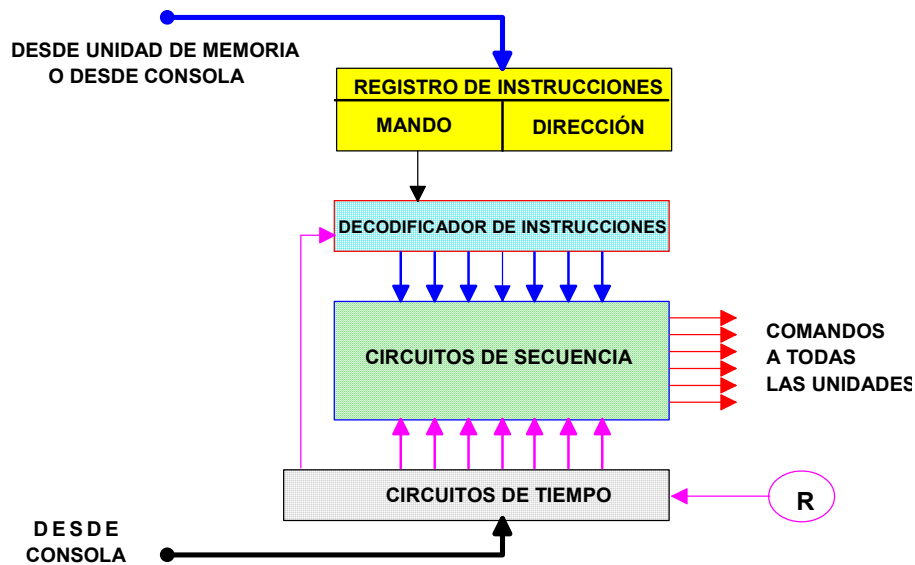 DESDE UNIDAD DE MEMORIA
O DESDE CONSOLA
REGISTRO DE INSTRUCCIONES
MANDO
DIRECCIÓN
DECODIFICADOR DE INSTRUCCIONES
CIRCUITOS DE SECUENCIA
COMANDOS
A TODAS
LAS UNIDADES
CIRCUITOS DE TIEMPO
R
DESDE
CONSOLA